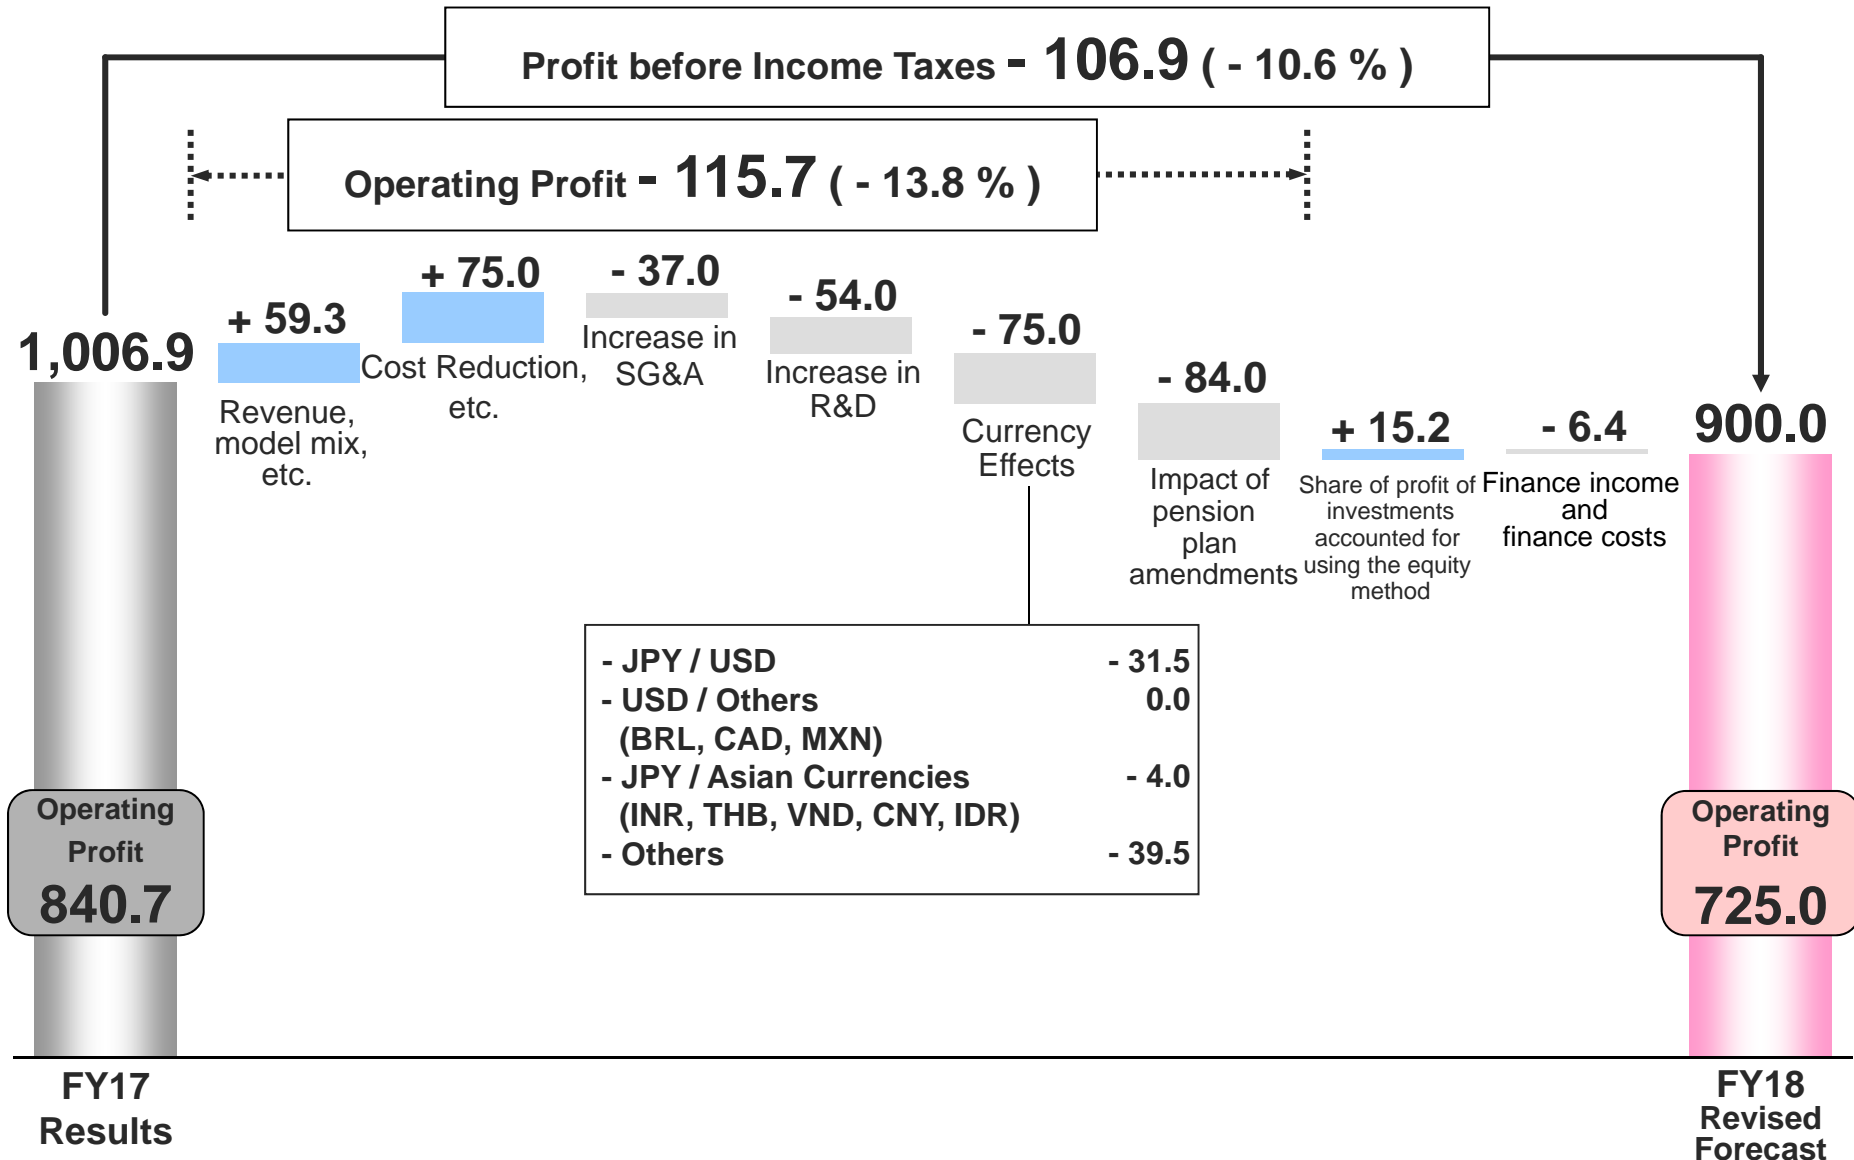 Profit before Income Taxes - 106.9 ( - 10.6 % )
Operating Profit - 115.7 ( - 13.8 % )
1,006.9
+ 59.3
Revenue,
model mix,
etc.
+ 75.0
Cost Reduction,
etc.
- 37.0
Increase in
SG&A
- 54.0
Increase in
R&D
- 75.0
Currency
Effects
- 84.0
Impact of
pension
plan
amendments
+ 15.2
Share of profit of
investments
accounted for
using the equity
method
- 6.4
Finance income
and
finance costs
900.0
- JPY / USD - 31.5
- USD / Others 0.0
(BRL, CAD, MXN)
- JPY / Asian Currencies - 4.0
(INR, THB, VND, CNY, IDR)
- Others - 39.5
Operating
Profit
840.7
Operating
Profit
725.0
FY17
Results
FY18
Revised
Forecast